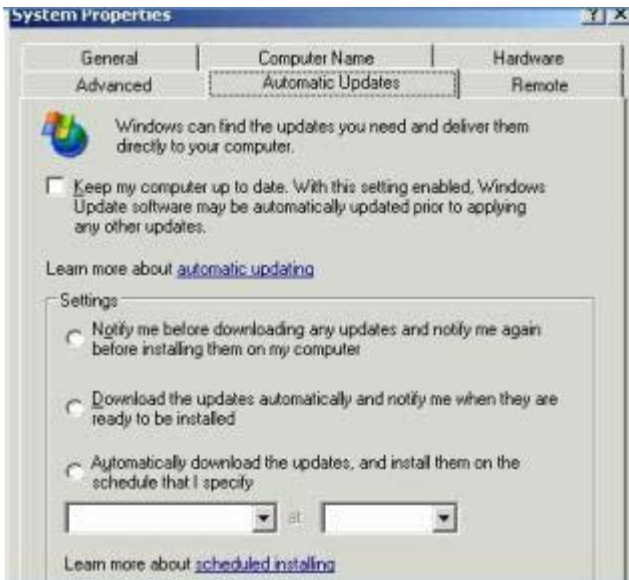 System Properties
General Computer Name Hardware
Advanced Automatic Updates Remote
Windows can find the updates you need and deliver them
directly to your computer.
Keep my computer up to date. With this setting enabled, Windows
Update software may be automatically updated prior to applying
any other updates.
Learn more about automatic updating
Settings
Notify me before downloading any updates and notify me again
before installing them on my computer
Download the updates automatically and notify me when they are
ready to be installed
Automatically download the updates, and install them on the
schedule that I specify
at
Learn more about scheduled installing